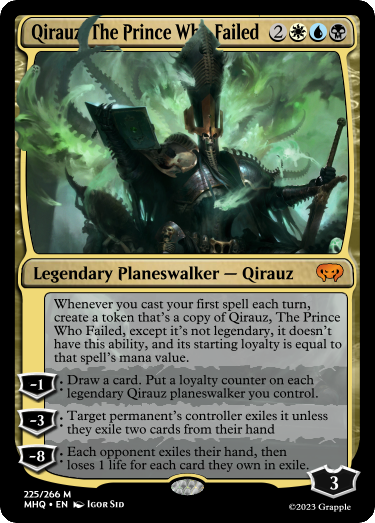 Qirauz, The Prince Who Failed 2
Legendary Planeswalker — Qirauz
Whenever you cast your first spell each turn,
create a token that's a copy of Qirauz, The Prince
Who Failed, except it's not legendary, it doesn't
have this ability, and its starting loyalty is equal to
that spell's mana value.
-1 : Draw a card. Put a loyalty counter on each
legendary Qirauz planeswalker you control.
-3 : Target permanent's controller exiles it unless
they exile two cards from their hand
-8 : Each opponent exiles their hand, then
loses 1 life for each card they own in exile.
3
225/266 M
MHQ • EN Igor Sid
©2023 Grapple